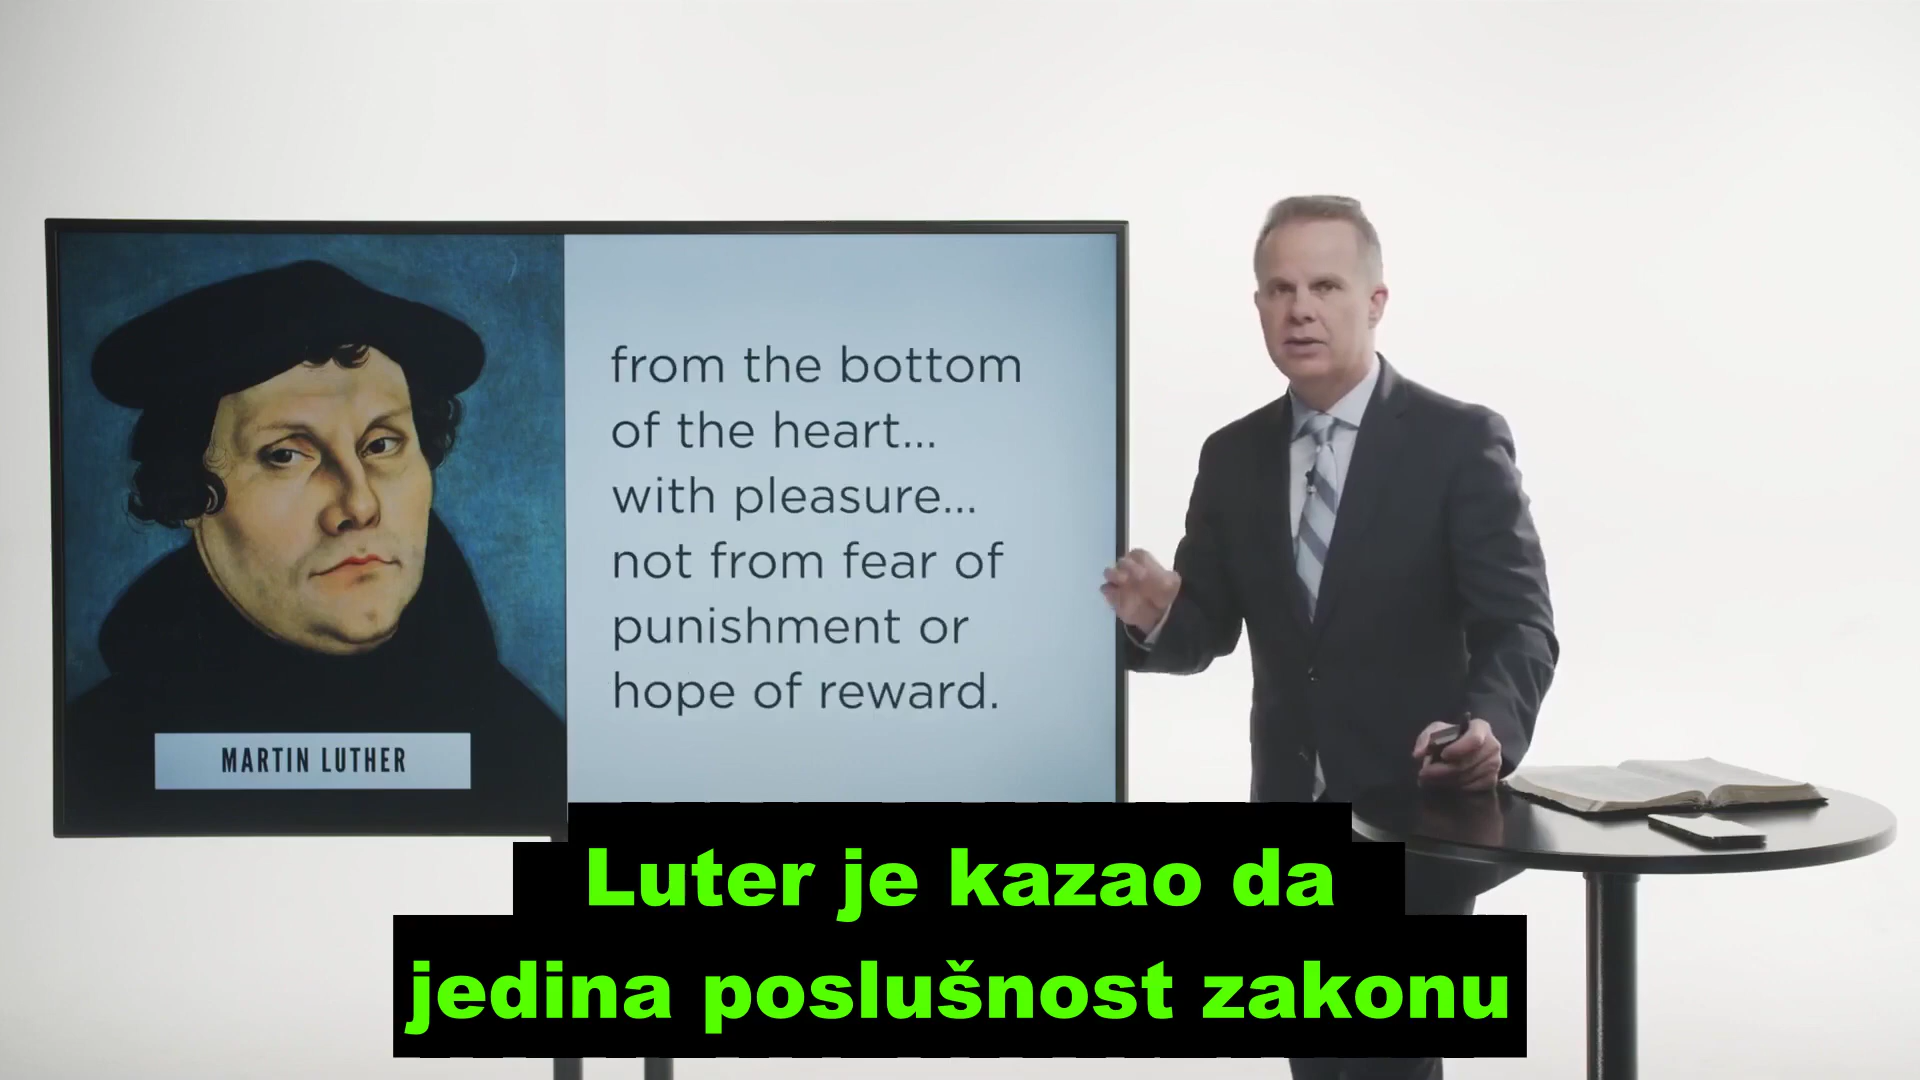 from the bottom
of the heart...
with pleasure...
not from fear of
punishment or
hope of reward.
MARTIN LUTHER
Luter je kazao da
jedina poslušnost zakonu